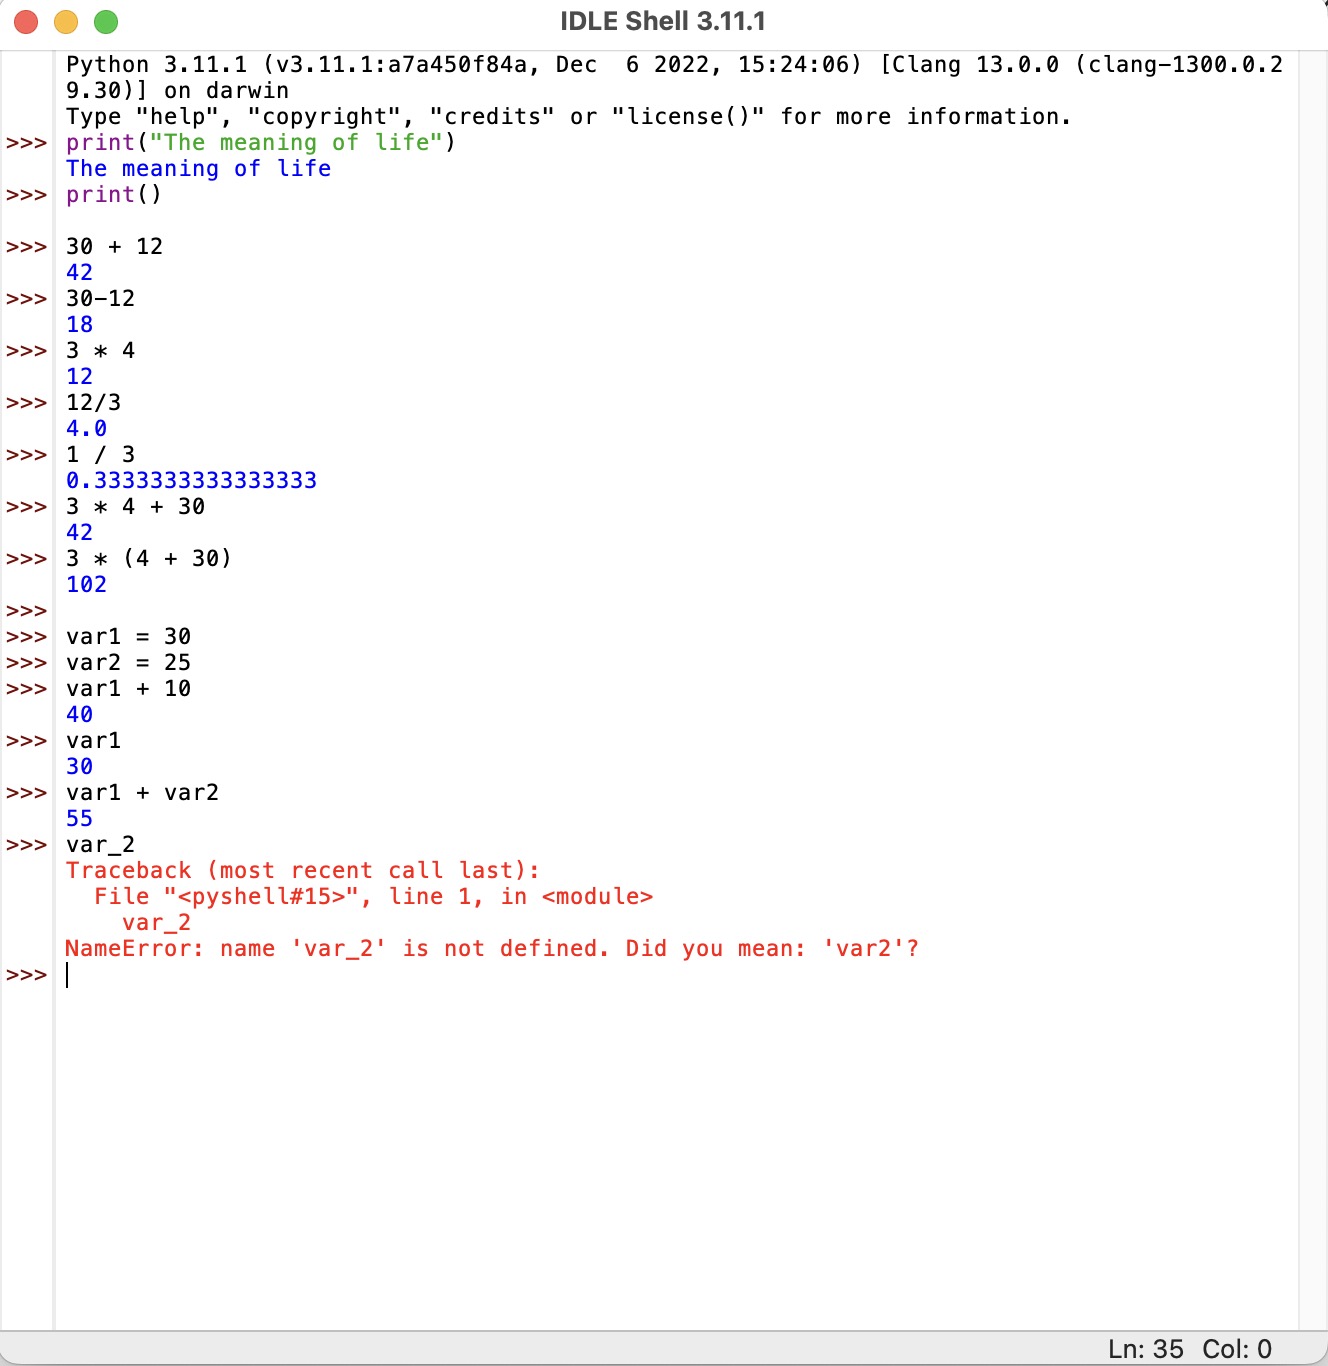 IDLE Shell 3.11.1
Python 3.11.1 (v3.11.1:a7a450f84a, Dec  6 2022, 15:24:06) [Clang 13.0.0 (clang-1300.0.2
9.30)] on darwin
Type "help", "copyright", "credits" or "license()" for more information.
>>> print("The meaning of life")
The meaning of life
>>> print()
>>> 30 + 12
42
>>> 30-12
18
>>> 3 * 4
12
>>> 12/3
4.0
>>> 1 / 3
0.3333333333333333
>>> 3 * 4 + 30
42
>>> 3 * (4 + 30)
102
>>>
>>> var1 = 30
>>> var2 = 25
>>> var1 + 10
40
>>> var1
30
>>> var1 + var2
55
>>> var_2
Traceback (most recent call last):
  File "<pyshell#15>", line 1, in <module>
    var_2
NameError: name 'var_2' is not defined. Did you mean: 'var2'?
>>>
Ln: 35  Col: 0